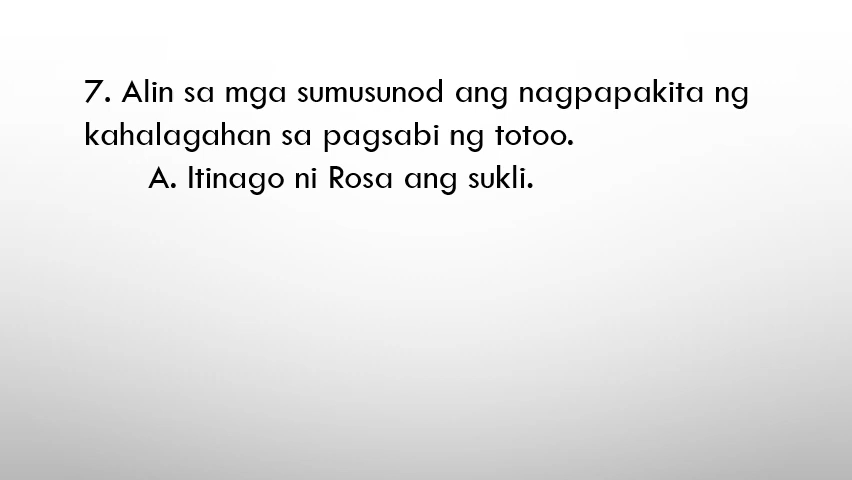 7. Alin sa mga sumusunod ang nagpapakita ng
kahalagahan sa pagsabi ng totoo.
A. Itinago ni Rosa ang sukli.